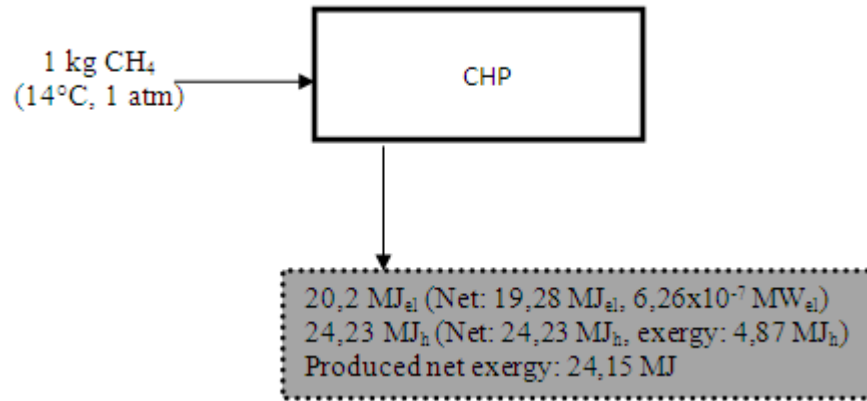 1 kg CH₄
(14°C, 1 atm)
CHP
20,2 MJₑₗ (Net: 19,28 MJₑₗ, 6,26x10⁻⁷ MWₑₗ)
24,23 MJₕ (Net: 24,23 MJₕ, exergy: 4,87 MJₕ)
Produced net exergy: 24,15 MJ